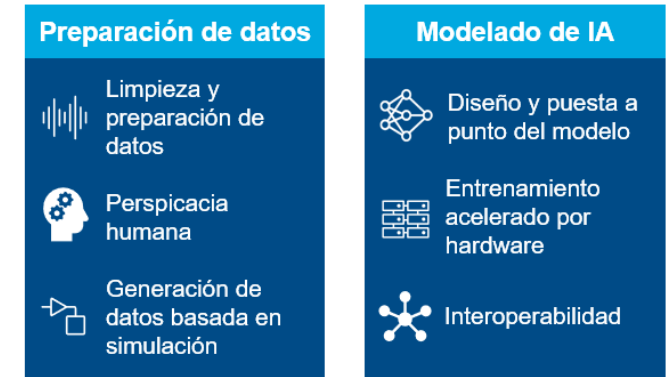 Preparación de datos
Limpieza y
preparación de
datos
Perspicacia
humana
Generación de
datos basada en
simulación
Modelado de IA
Diseño y puesta a
punto del modelo
Entrenamiento
acelerado por
hardware
Interoperabilidad